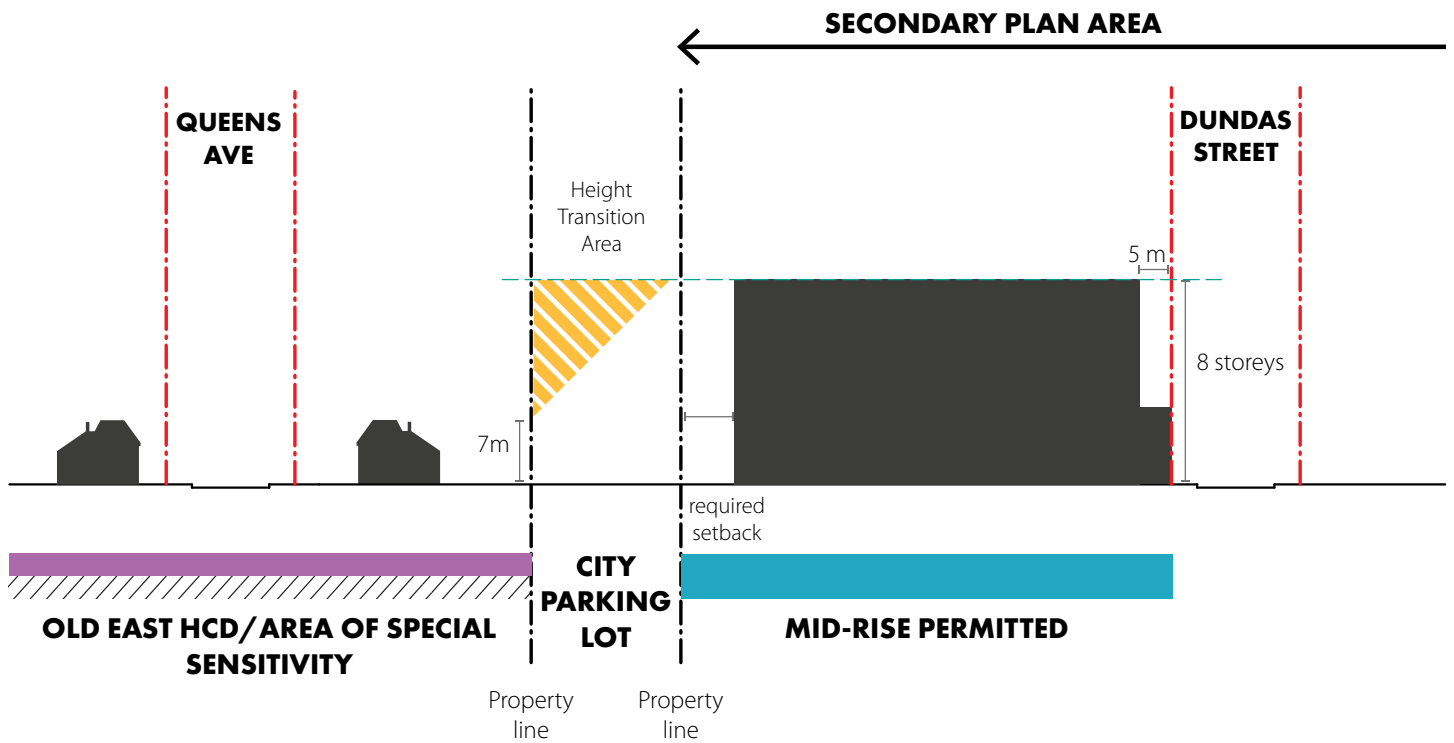 SECONDARY PLAN AREA
QUEENS
AVE
DUNDAS
STREET
Height
Transition
Area
5 m
8 storeys
7m
required
setback
CITY
PARKING
LOT
OLD EAST HCD/AREA OF SPECIAL
SENSITIVITY
MID-RISE PERMITTED
Property
line
Property
line